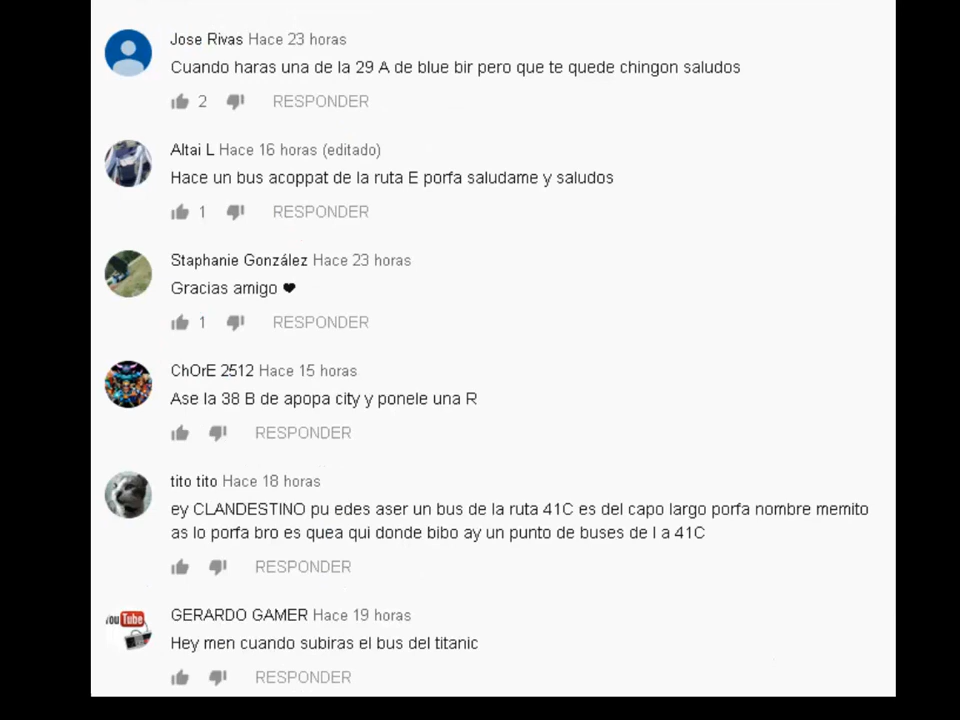 Jose Rivas Hace 23 horas
Cuando haras una de la 29 A de blue bir pero que te quede chingon saludos
2 RESPONDER
Altai L Hace 16 horas (editado)
Hace un bus acoppat de la ruta E porfa saludame y saludos
1 RESPONDER
Staphanie González Hace 23 horas
Gracias amigo ❤
1 RESPONDER
ChOrE 2512 Hace 15 horas
Ase la 38 B de apopa city y ponele una R
RESPONDER
tito tito Hace 18 horas
ey CLANDESTINO pu edes aser un bus de la ruta 41C es del capo largo porfa nombre memito
as lo porfa bro es quea qui donde bibo ay un punto de buses de l a 41C
RESPONDER
You Tube
GERARDO GAMER Hace 19 horas
Hey men cuando subiras el bus del titanic
RESPONDER